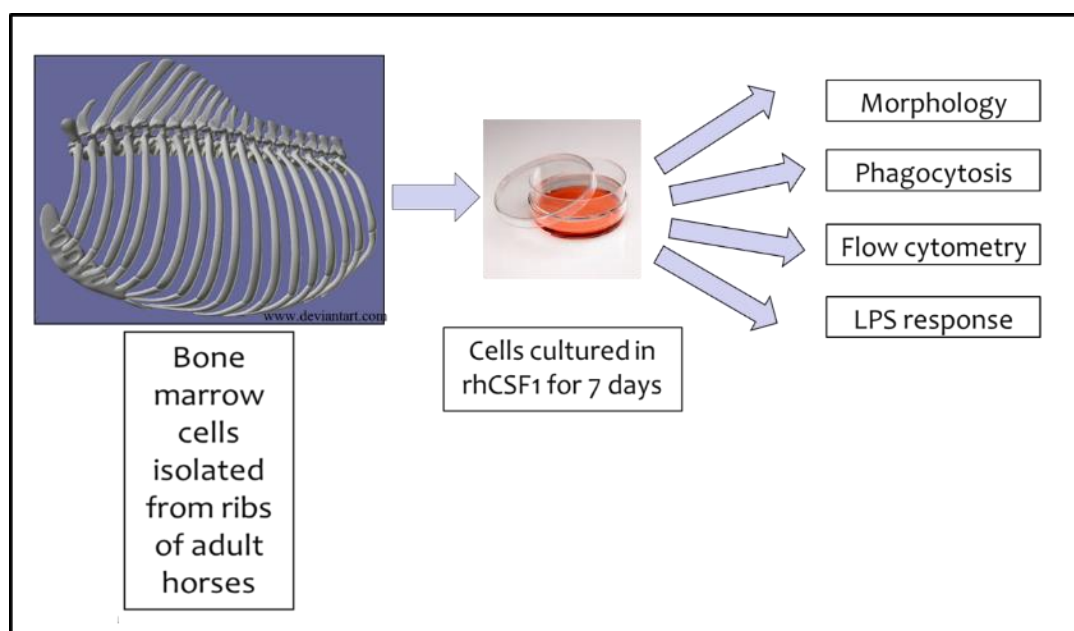 www.deviantart.com
Bone
marrow
cells
isolated
from ribs
of adult
horses
Cells cultured in
rhCSF1 for 7 days
Morphology
Phagocytosis
Flow cytometry
LPS response